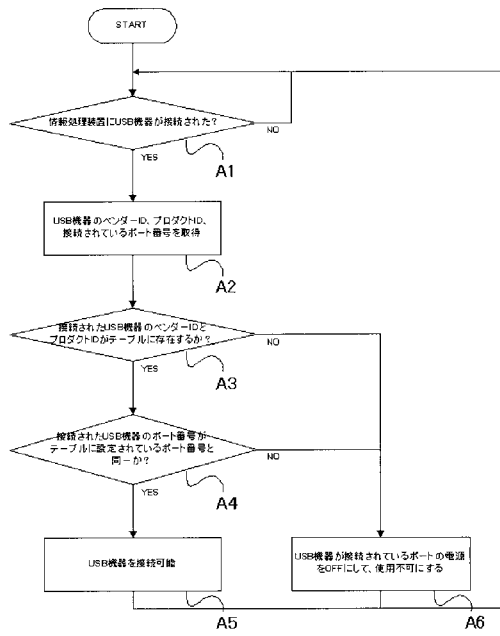 START
情報処理装置にUSB機器が接続された?
NO
YES
A1
USB機器のベンダーID、プロダクトID、
接続されているポート番号を取得
A2
接続されたUSB機器のベンダーIDと
プロダクトIDがテーブルに存在するか?
NO
YES
A3
接続されたUSB機器のポート番号が
テーブルに設定されているポート番号と
同一か?
NO
YES
A4
USB機器を接続可能
A5
USB機器が接続されているポートの電源
をOFFにして、使用不可にする
A6